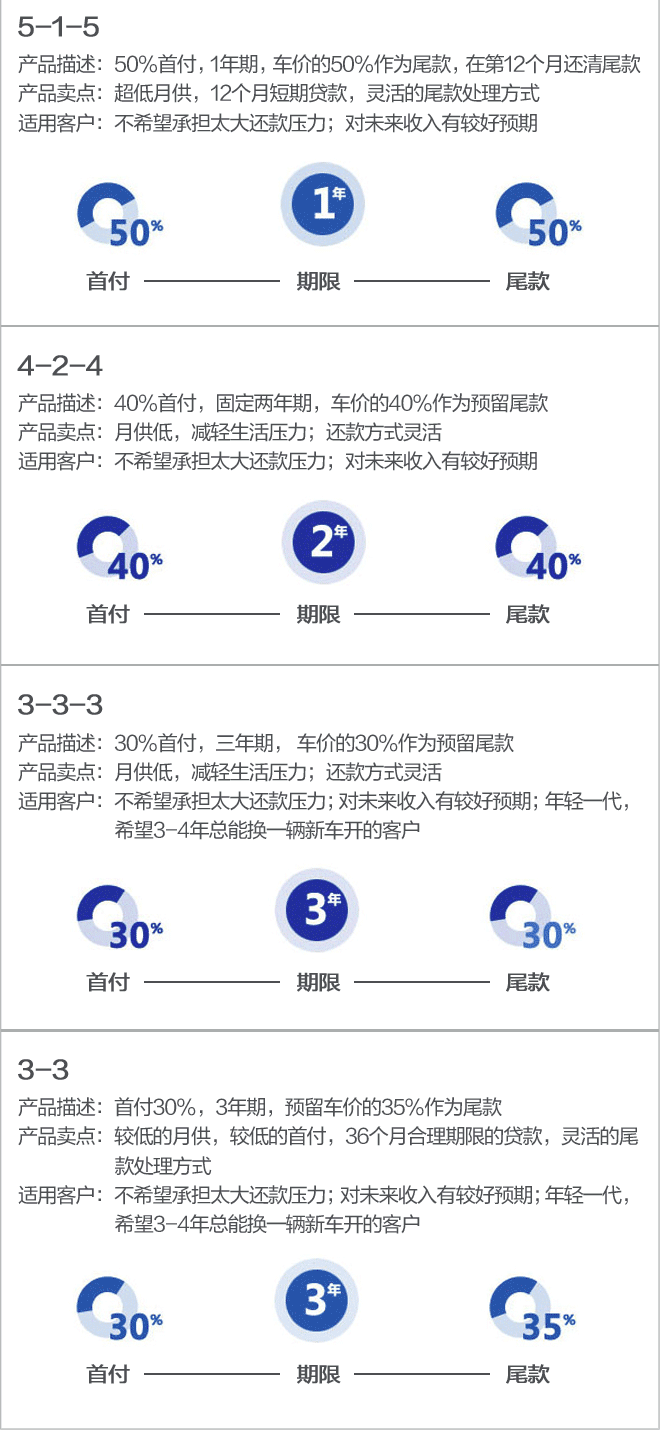 5-1-5
产品描述：50%首付，1年期，车价的50%作为尾款，在第12个月还清尾款
产品卖点：超低月供，12个月短期贷款，灵活的尾款处理方式
适用客户：不希望承担太大还款压力；对未来收入有较好预期
50% 1年 50%
首付 期限 尾款
4-2-4
产品描述：40%首付，固定两年期，车价的40%作为预留尾款
产品卖点：月供低，减轻生活压力；还款方式灵活
适用客户：不希望承担太大还款压力；对未来收入有较好预期
40% 2年 40%
首付 期限 尾款
3-3-3
产品描述：30%首付，三年期， 车价的30%作为预留尾款
产品卖点：月供低，减轻生活压力；还款方式灵活
适用客户：不希望承担太大还款压力；对未来收入有较好预期；年轻一代，
希望3-4年总能换一辆新车开的客户
30% 3年 30%
首付 期限 尾款
3-3
产品描述：首付30%，3年期，预留车价的35%作为尾款
产品卖点：较低的月供，较低的首付，36个月合理期限的贷款，灵活的尾
款处理方式
适用客户：不希望承担太大还款压力；对未来收入有较好预期；年轻一代，
希望3-4年总能换一辆新车开的客户
30% 3年 35%
首付 期限 尾款